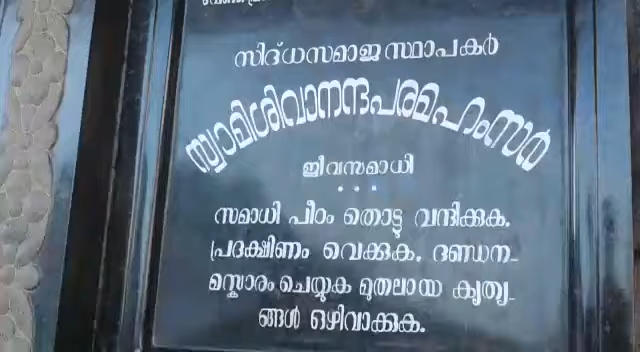 സിദ്ധസമാജസ്ഥാപകർ
സ്വാമിശിവാനന്ദപരമഹംസർ
ജീവസമാധി
സമാധി പീഠം തൊട്ടു വന്ദിക്കുക.
പ്രദക്ഷിണം വെക്കുക. ദണ്ഡന-
മസ്കാരം ചെയ്യുക മുതലായ കൃത്യ-
ങ്ങൾ ഒഴിവാക്കുക.